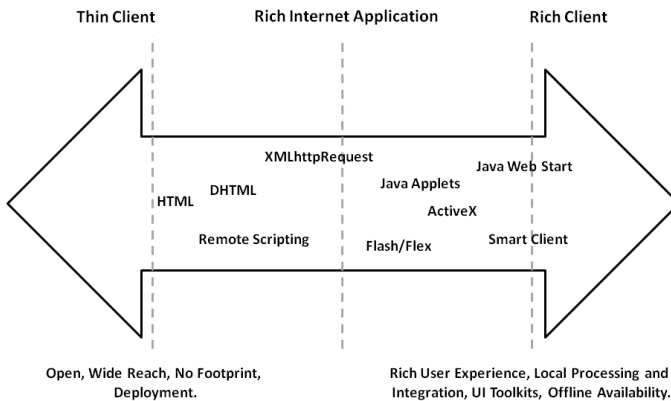 Thin Client
Rich Internet Application
Rich Client
XMLhttpRequest
Java Web Start
Java Applets
DHTML
HTML
ActiveX
Remote Scripting
Smart Client
Flash/Flex
Open, Wide Reach, No Footprint,
Deployment.
Rich User Experience, Local Processing and
Integration, UI Toolkits, Offline Availability.